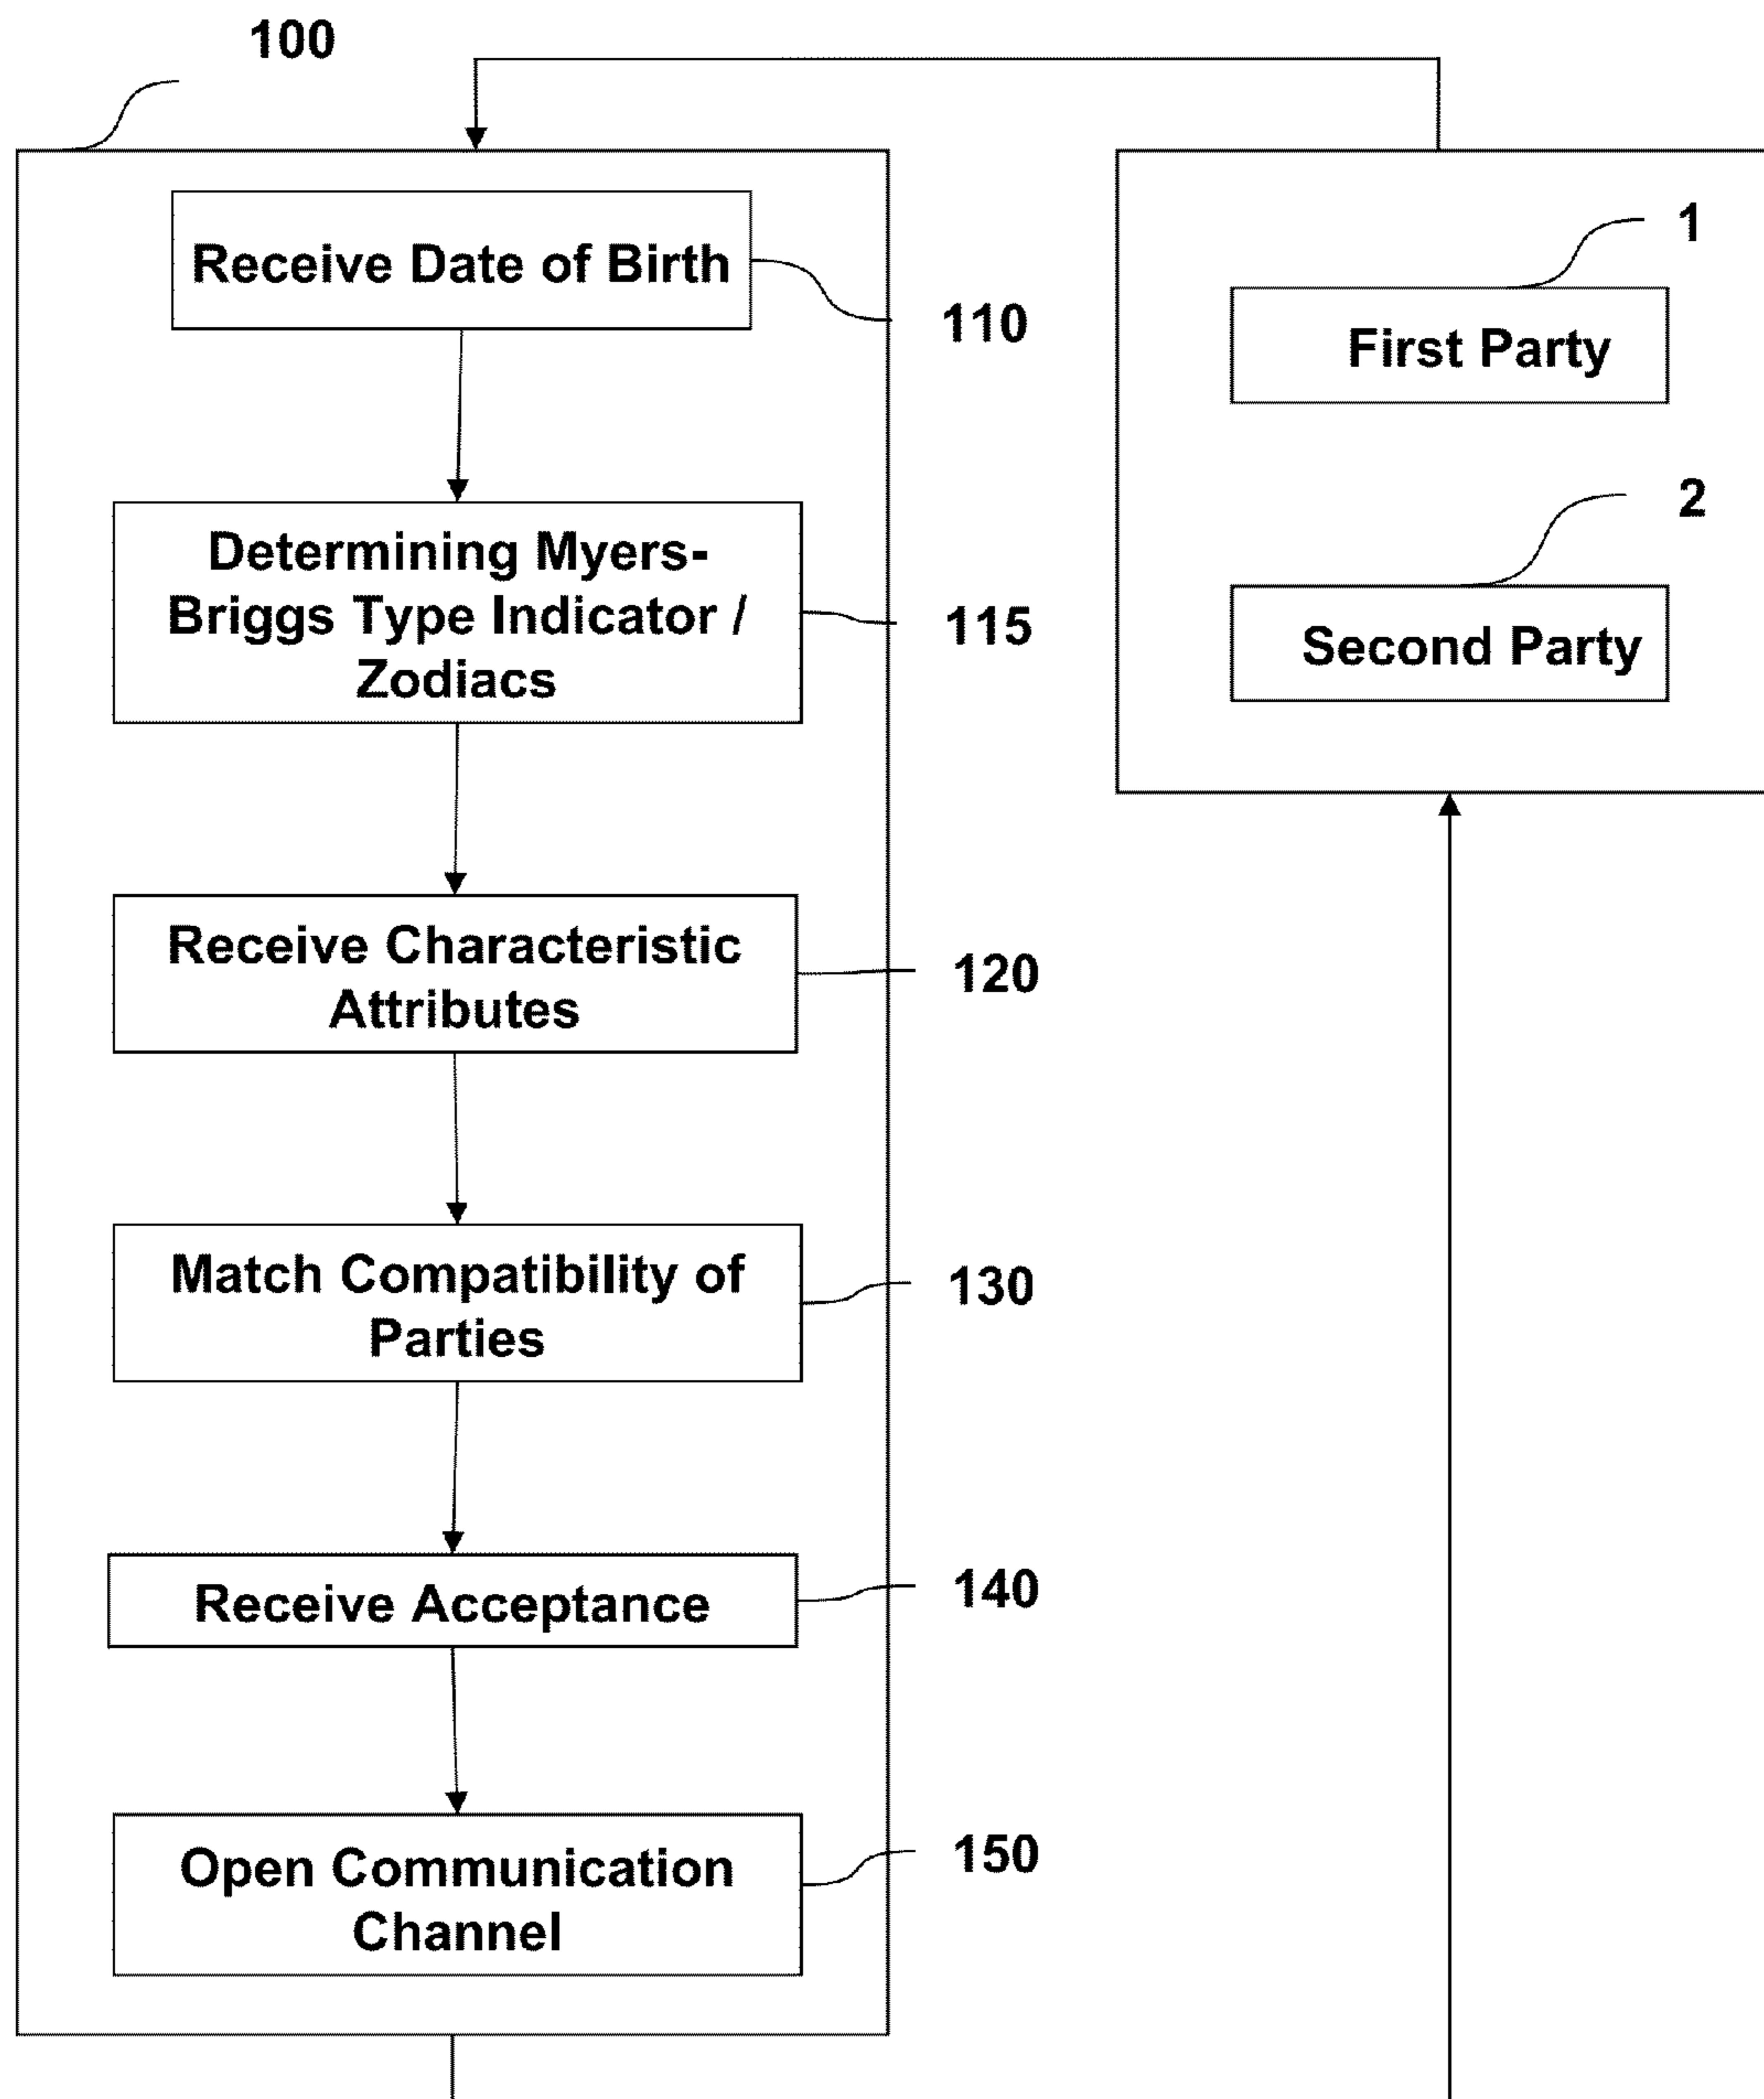 100
Receive Date of Birth
110
Determining Myers-
Briggs Type Indicator /
Zodiacs
115
Receive Characteristic
Attributes
120
Match Compatibility of
Parties
130
Receive Acceptance
140
Open Communication
Channel
150
1
First Party
2
Second Party